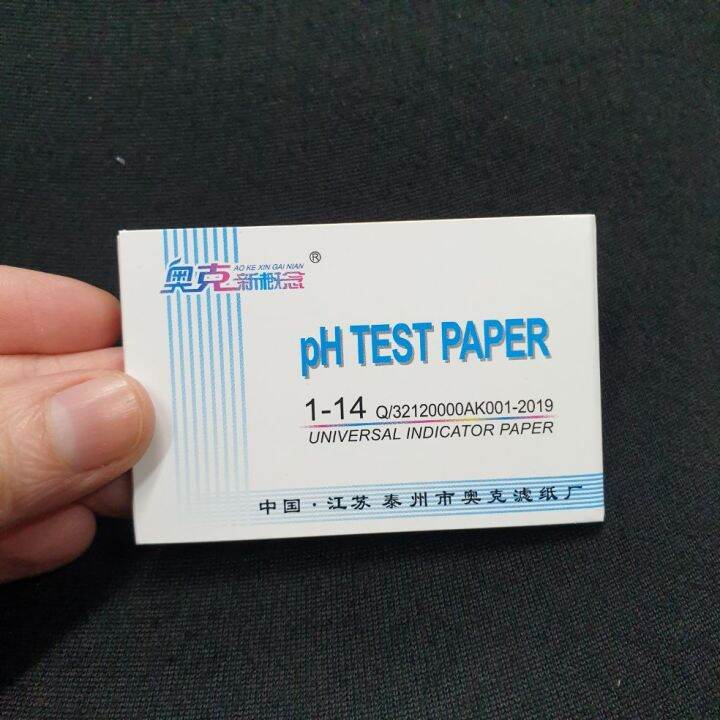 AO KE XIN GAI NIAN
奥克新概念®
pH TEST PAPER
1-14 Q/32120000AK001-2019
UNIVERSAL INDICATOR PAPER
中国·江苏 泰州市奥克滤纸厂